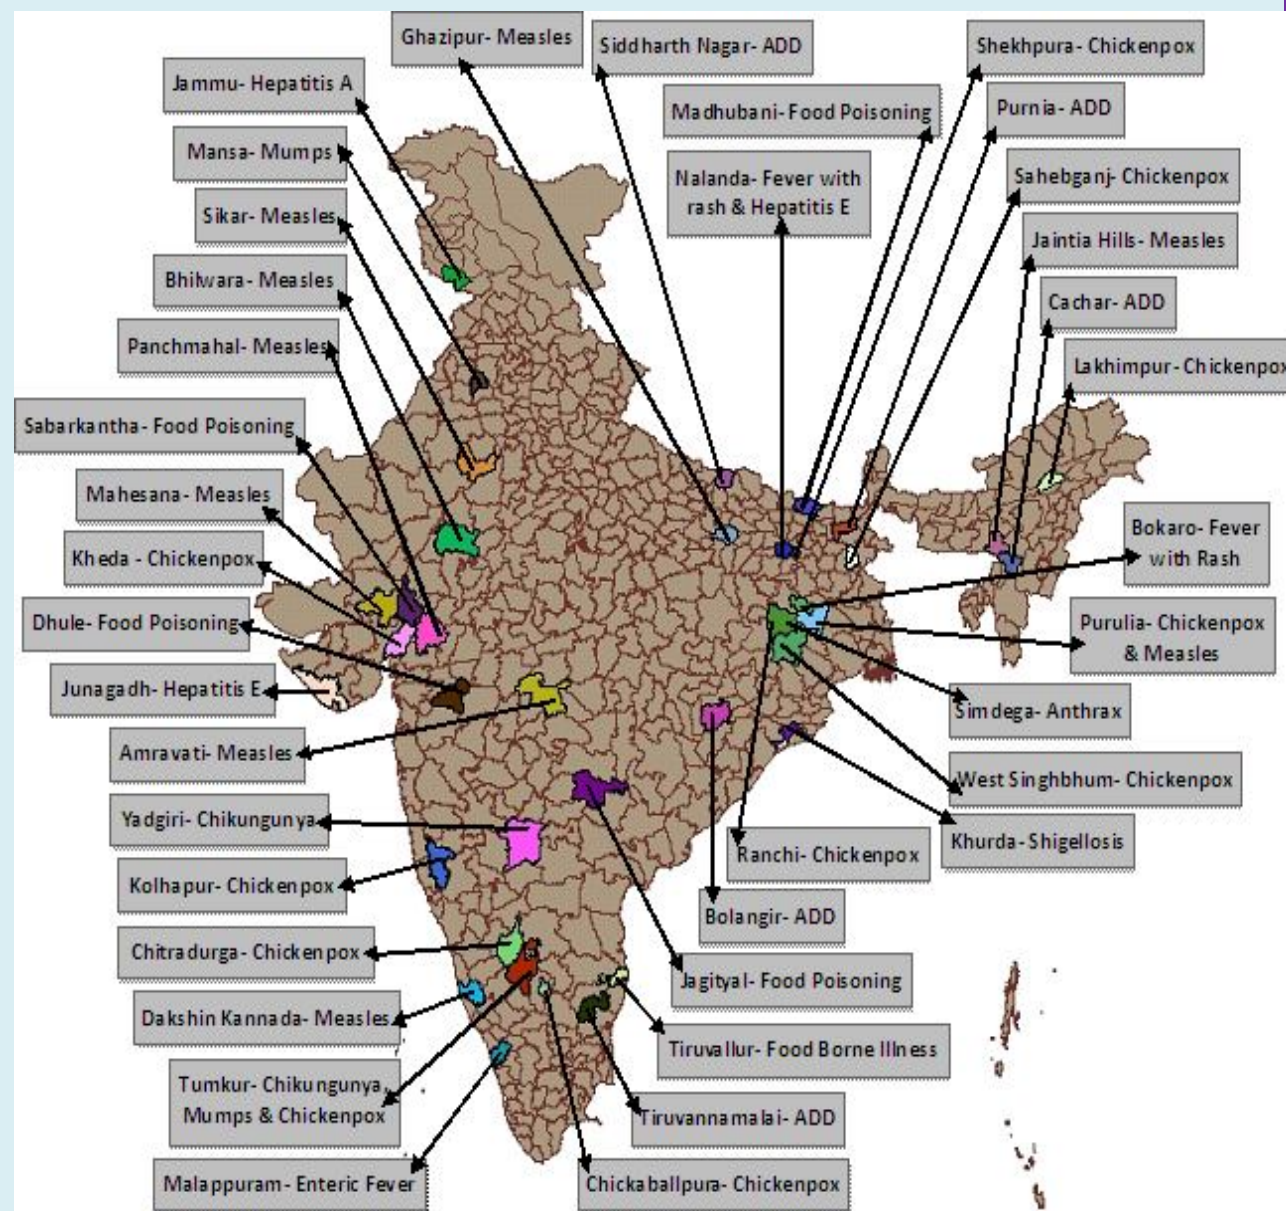 Ghazipur- Measles
Siddharth Nagar- ADD
Shekhpura- Chickenpox
Jammu- Hepatitis A
Madhubani-Food Poisoning
Purnia- ADD
Mansa- Mumps
Nalanda- Fever with
rash & Hepatitis E
Sahebganj- Chickenpox
Sikar- Measles
Jaintia Hills- Measles
Bhilwara- Measles
Cachar- ADD
Panchmahal- Measles
Lakhimpur- Chickenpox
Sabarkantha- Food Poisoning
Mahesana- Measles
Bokaro- Fever
with Rash
Kheda - Chickenpox
Dhule- Food Poisoning
Purulia- Chickenpox
& Measles
Junagadh- Hepatitis E
Simdega- Anthrax
Amravati- Measles
West Singhbhum- Chickenpox
Yadgiri- Chikungunya
Khurda- Shigellosis
Ranchi- Chickenpox
Kolhapur- Chickenpox
Bolangir- ADD
Chitradurga- Chickenpox
Jagityal- Food Poisoning
Dakshin Kannada- Measles
Tiruvallur- Food Borne Illness
Tumkur- Chikungunya,
Mumps & Chickenpox
Tiruvannamalai- ADD
Malappuram- Enteric Fever
Chickaballpura- Chickenpox